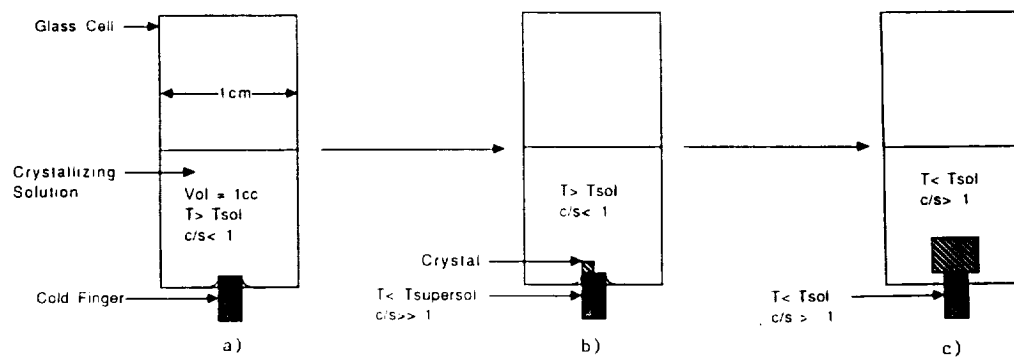 Glass Cell
1cm
Crystallizing
Solution
Vol = 1cc
T> Tsol
c/s< 1
Cold Finger
a)
T> Tsol
c/s< 1
Crystal
T< Tsupersol
c/s>> 1
b)
T< Tsol
c/s> 1
T< Tsol
c/s > 1
c)